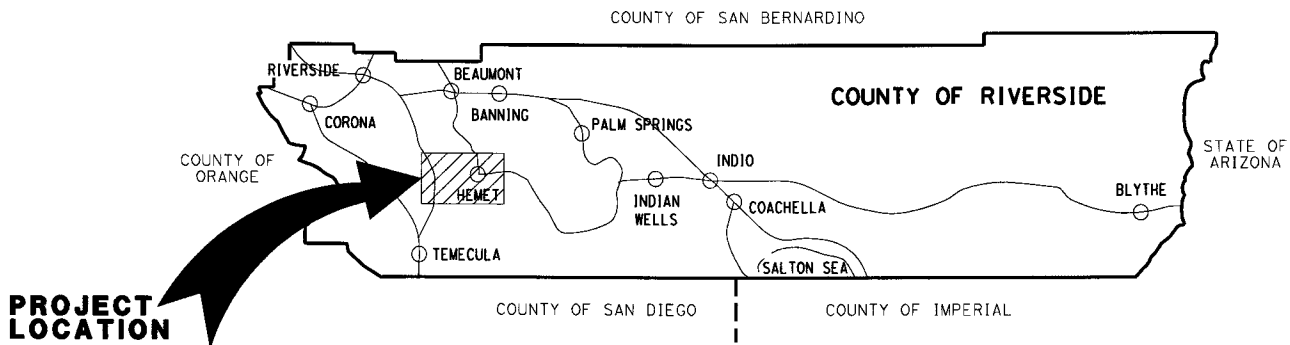 COUNTY OF SAN BERNARDINO
RIVERSIDE
BEAUMONT
BANNING
COUNTY OF RIVERSIDE
CORONA
PALM SPRINGS
COUNTY OF
ORANGE
STATE OF
ARIZONA
HEMET
INDIO
BLYTHE
INDIAN
WELLS
COACHELLA
TEMECULA
SALTON SEA
PROJECT
LOCATION
COUNTY OF SAN DIEGO
COUNTY OF IMPERIAL